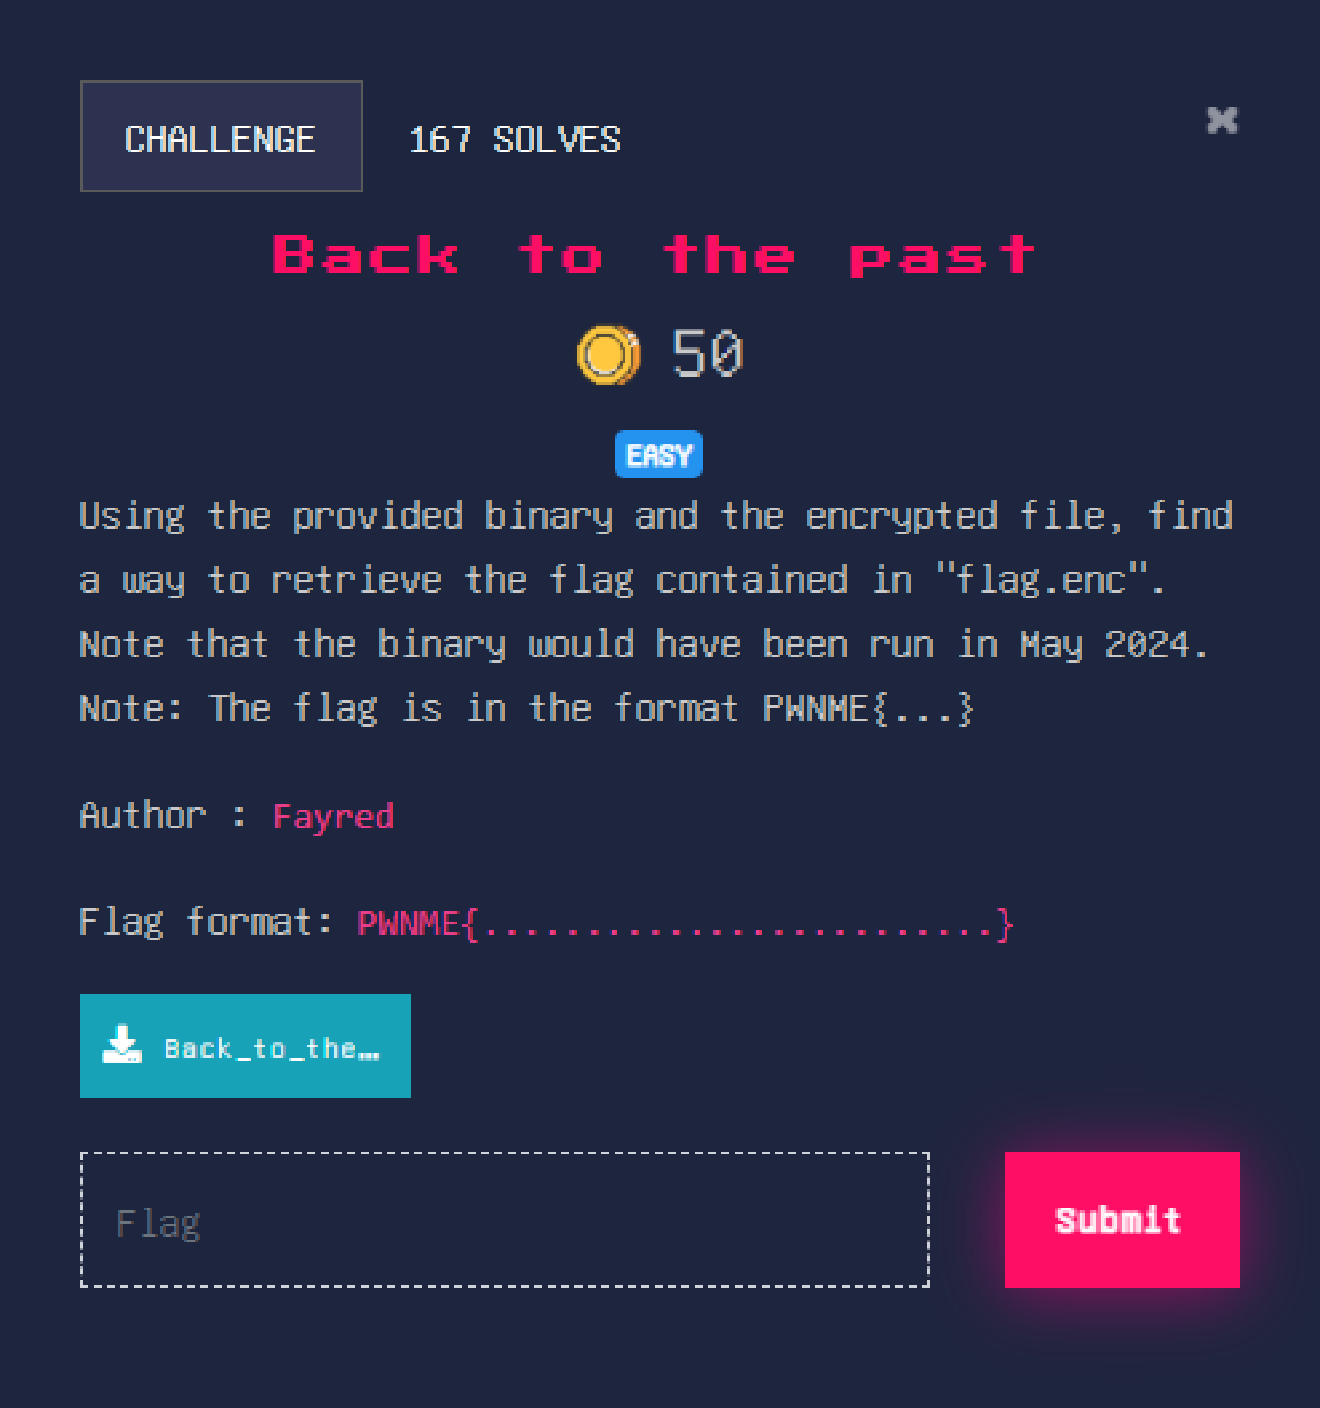 CHALLENGE
167 SOLVES
Back to the past
50
EASY
Using the provided binary and the encrypted file, find
a way to retrieve the flag contained in "flag.enc".
Note that the binary would have been run in May 2024.
Note: The flag is in the format PWNME{...}
Author : Fayred
Flag format: PWNME{.........................}
Back_to_the…
Flag
Submit